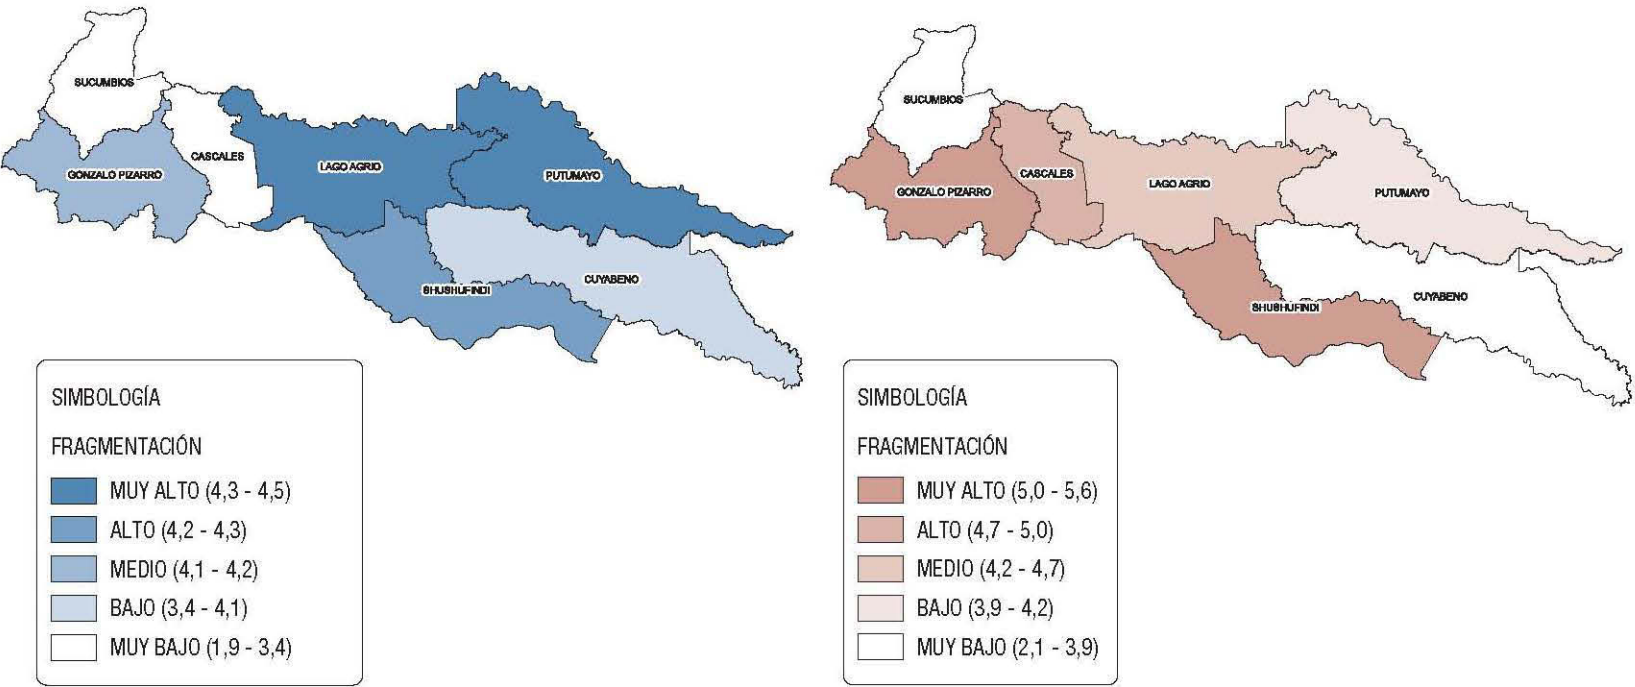 SUCUMBIOS
CASCALES
GONZALO PIZARRO
LAGO AGRIO
PUTUMAYO
CUYABENO
SHUSHUFINDI
SIMBOLOGÍA
FRAGMENTACIÓN
MUY ALTO (4,3 - 4,5)
ALTO (4,2 - 4,3)
MEDIO (4,1 - 4,2)
BAJO (3,4 - 4,1)
MUY BAJO (1,9 - 3,4)
SUCUMBIOS
CASCALES
GONZALO PIZARRO
LAGO AGRIO
PUTUMAYO
CUYABENO
SHUSHUFINDI
SIMBOLOGÍA
FRAGMENTACIÓN
MUY ALTO (5,0 - 5,6)
ALTO (4,7 - 5,0)
MEDIO (4,2 - 4,7)
BAJO (3,9 - 4,2)
MUY BAJO (2,1 - 3,9)